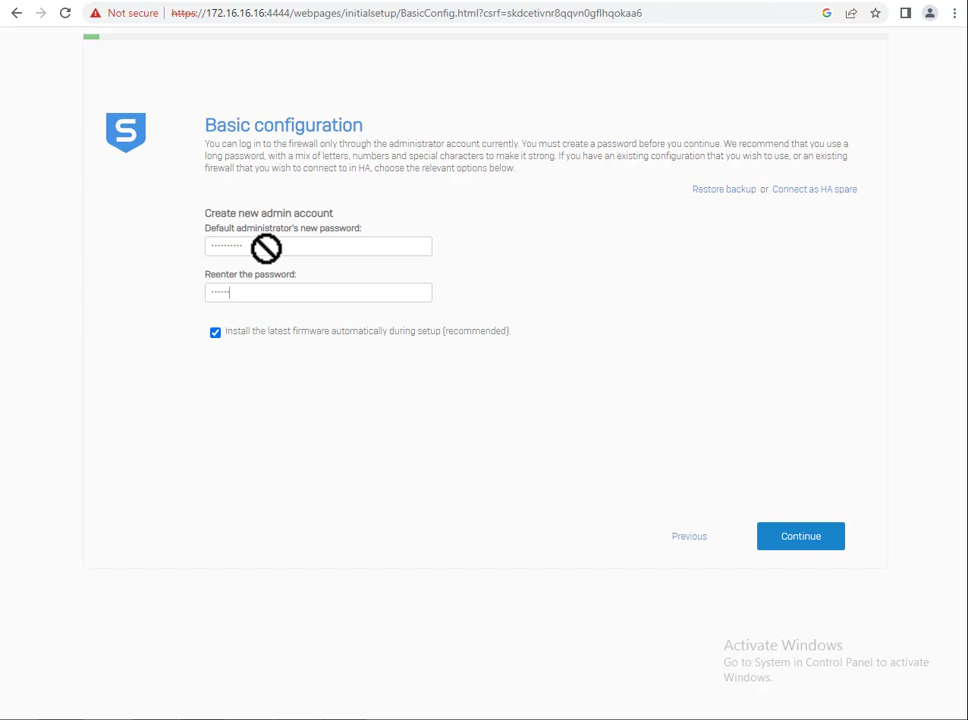 Not secure
https://172.16.16.16:4444/webpages/initialsetup/BasicConfig.html?csrf=skdcetivnr8qqvn0gflhqokaa6
G
S
Basic configuration
You can log in to the firewall only through the administrator account currently. You must create a password before you continue. We recommend that you use a
long password, with a mix of letters, numbers and special characters to make it strong. If you have an existing configuration that you wish to use, or an existing
firewall that you wish to connect to in HA, choose the relevant options below.
Restore backup or Connect as HA spare
Create new admin account
Default administrator's new password:
Reenter the password:
Install the latest firmware automatically during setup (recommended).
Previous
Continue
Activate Windows
Go to System in Control Panel to activate
Windows.